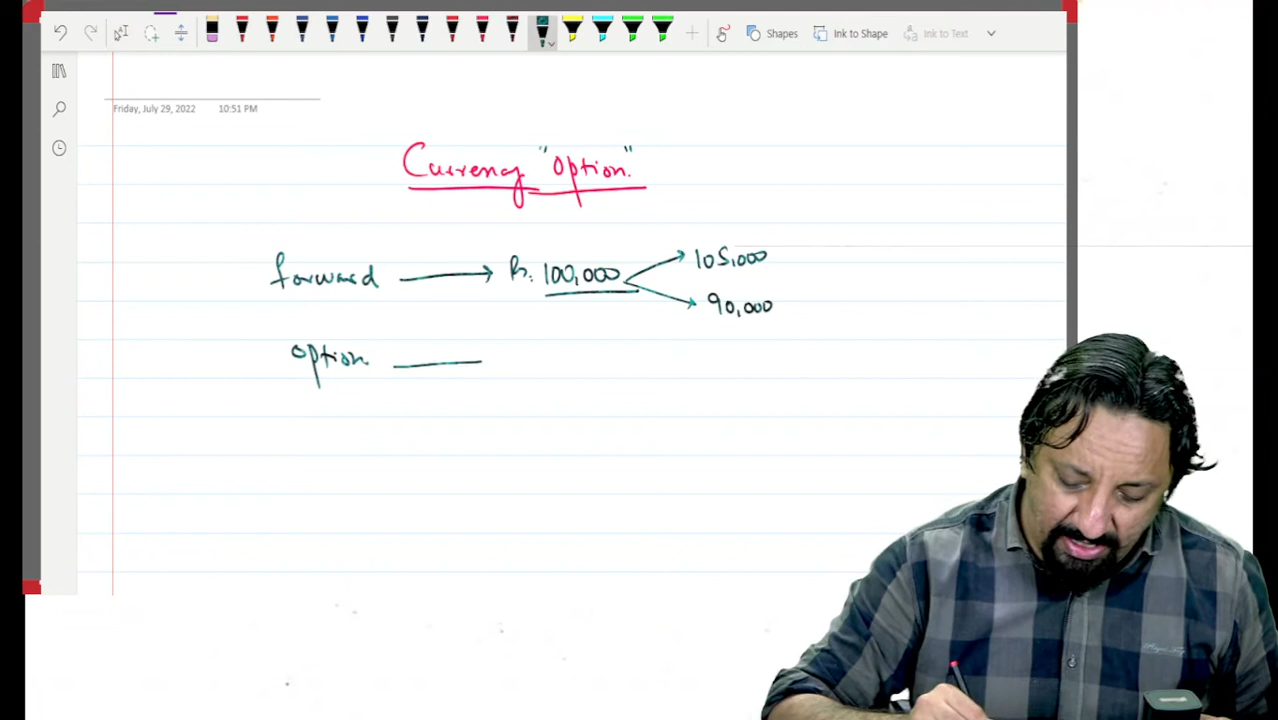 Shapes Ink to Shape Ink to Text
Friday, July 29, 2022 10:51 PM
Currency "Option"
forward Rs. 100,000 105,000
90,000
option